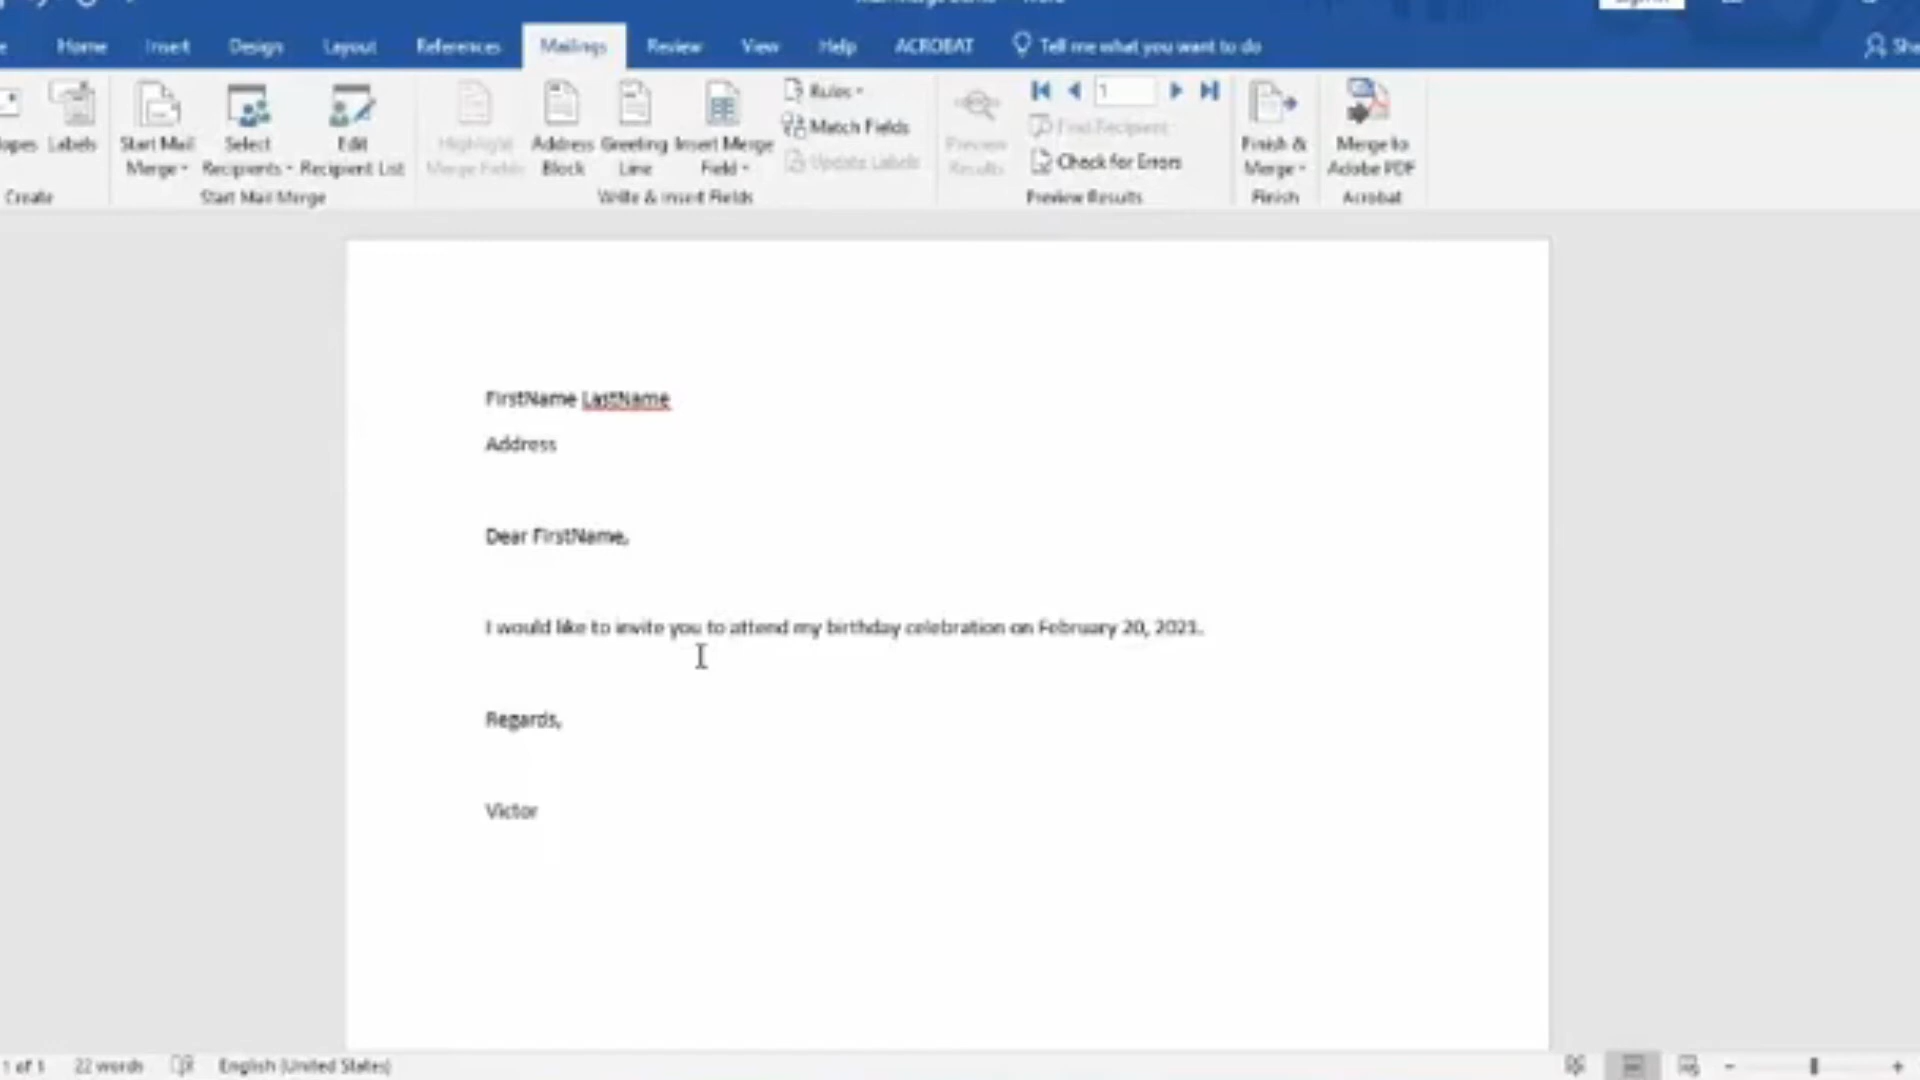 Home Insert Design Layout References Mailings Review View Help ACROBAT Tell me what you want to do
Labels
Start Mail
Merge
Select
Recipients
Edit
Recipient List
Highlight
Merge Fields
Address
Block
Greeting
Line
Insert Merge
Field
Rules
Match Fields
Update Labels
Preview
Results
1
Find Recipient
Check for Errors
Finish &
Merge
Merge to
Adobe PDF
Create
Start Mail Merge
Write & Insert Fields
Preview Results
Finish
Acrobat
FirstName LastName
Address
Dear FirstName,
I would like to invite you to attend my birthday celebration on February 20, 2021.
Regards,
Victor
1 of 1 22 words English (United States)